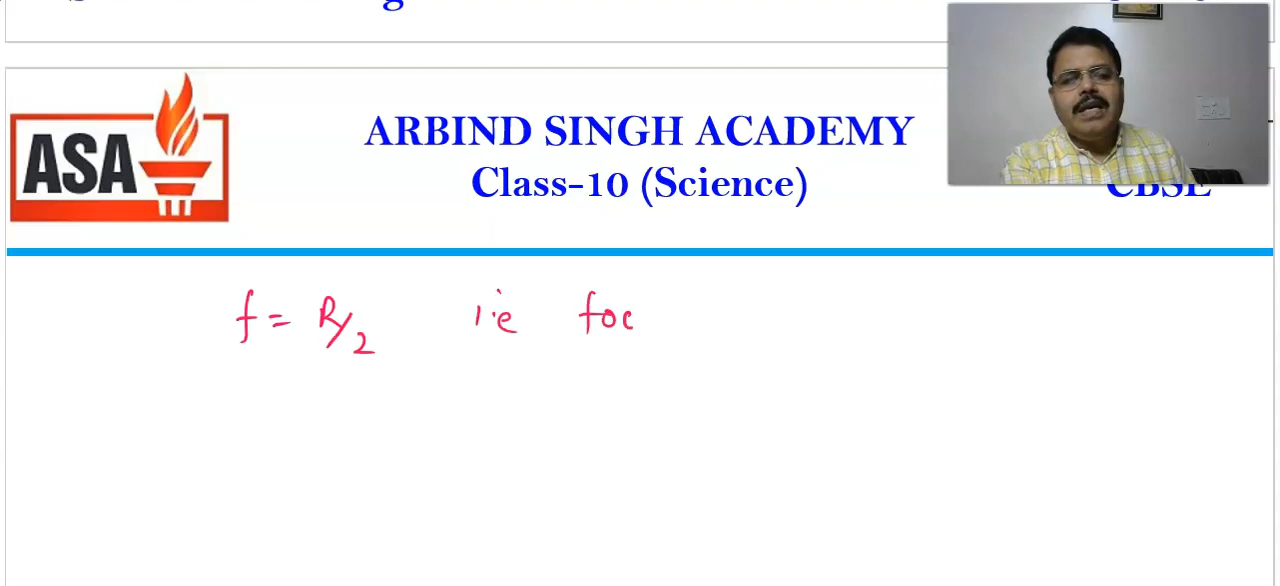 ASA
ARBIND SINGH ACADEMY
Class-10 (Science)
CBSE
f = R/2 i.e foc